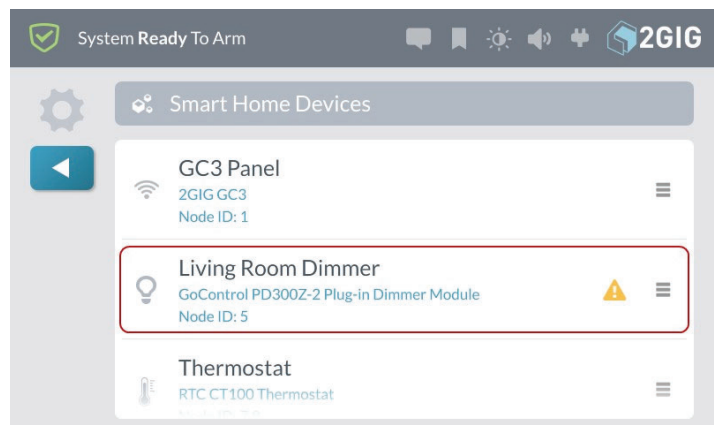 System Ready To Arm
2GIG
Smart Home Devices
GC3 Panel
2GIG GC3
Node ID: 1
Living Room Dimmer
GoControl PD300Z-2 Plug-in Dimmer Module
Node ID: 5
Thermostat
RTC CT100 Thermostat